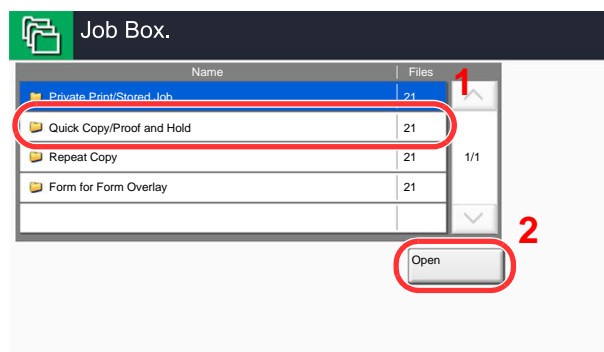 Job Box.
Name Files
1
Private Print/Stored Job 21
Quick Copy/Proof and Hold 21
Repeat Copy 21 1/1
Form for Form Overlay 21
2
Open